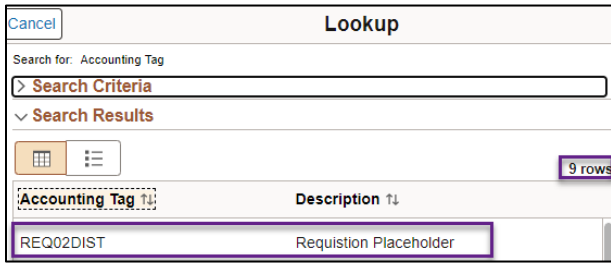 Cancel
Lookup
Search for: Accounting Tag
Search Criteria
Search Results
9 rows
Accounting Tag
Description
REQ02DIST
Requistion Placeholder